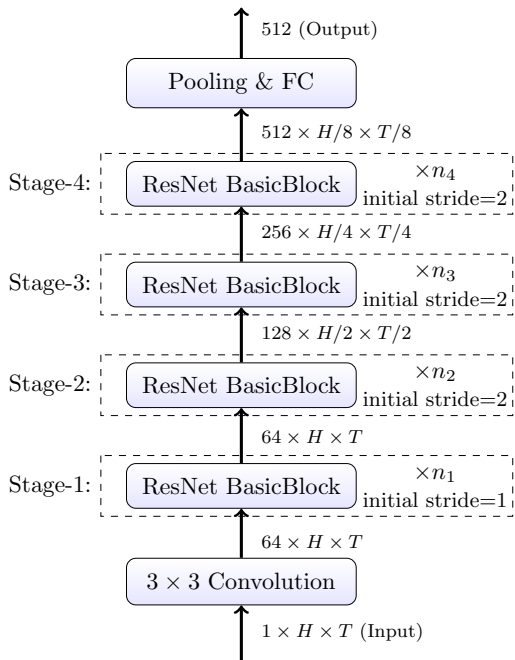 512 (Output)
Pooling & FC
512 × H/8 × T/8
Stage-4:
ResNet BasicBlock
×n₄
initial stride=2
256 × H/4 × T/4
Stage-3:
ResNet BasicBlock
×n₃
initial stride=2
128 × H/2 × T/2
Stage-2:
ResNet BasicBlock
×n₂
initial stride=2
64 × H × T
Stage-1:
ResNet BasicBlock
×n₁
initial stride=1
64 × H × T
3 × 3 Convolution
1 × H × T (Input)